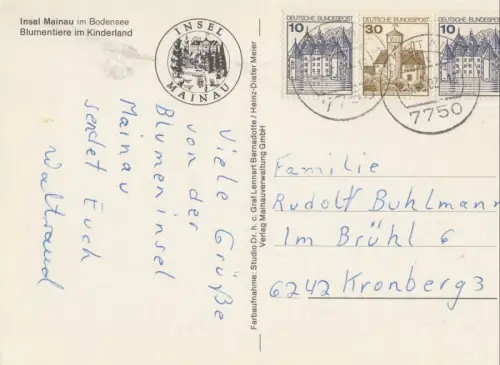 Insel Mainau im Bodensee
Blumentiere im Kinderland
INSEL
MAINAU
Viele Grüße
von der
Blumeninsel
Mainau
sendet Euch
Waltraud
Farbaufnahme: Studio Dr. h. c. Graf Lennart Bernadotte / Heinz-Dieter Meier
Verlag Mainauverwaltung GmbH
DEUTSCHE BUNDESPOST
10
DEUTSCHE BUNDESPOST
30
DEUTSCHE BUNDESPOST
10
7750
7750
Familie
Rudolf Buhlmann
Im Brühl 6
6242 Kronberg 3